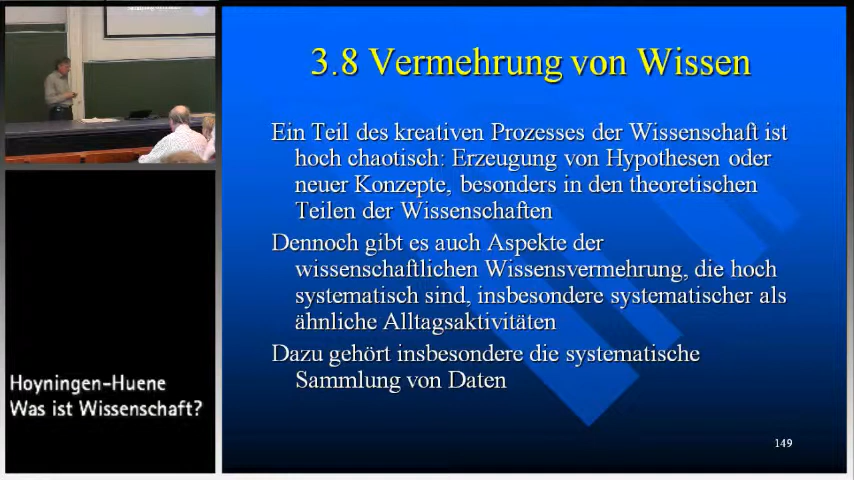 3.8 Vermehrung von Wissen
Ein Teil des kreativen Prozesses der Wissenschaft ist
hoch chaotisch: Erzeugung von Hypothesen oder
neuer Konzepte, besonders in den theoretischen
Teilen der Wissenschaften
Dennoch gibt es auch Aspekte der
wissenschaftlichen Wissensvermehrung, die hoch
systematisch sind, insbesondere systematischer als
ähnliche Alltagsaktivitäten
Dazu gehört insbesondere die systematische
Sammlung von Daten
Hoyningen-Huene
Was ist Wissenschaft?
149